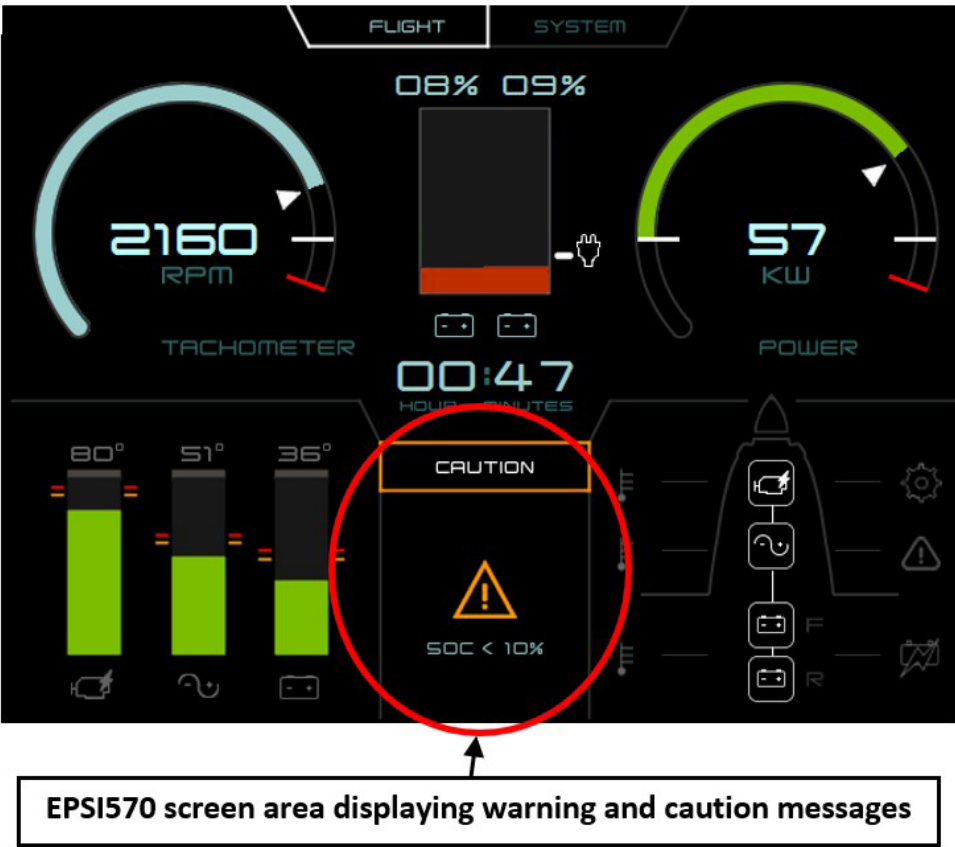 FLIGHT
SYSTEM
08% 09%
2160
RPM
TACHOMETER
57
KW
POWER
00:47
HOUR MINUTES
80° 51° 36°
CAUTION
SOC < 10%
F
R
EPSI570 screen area displaying warning and caution messages